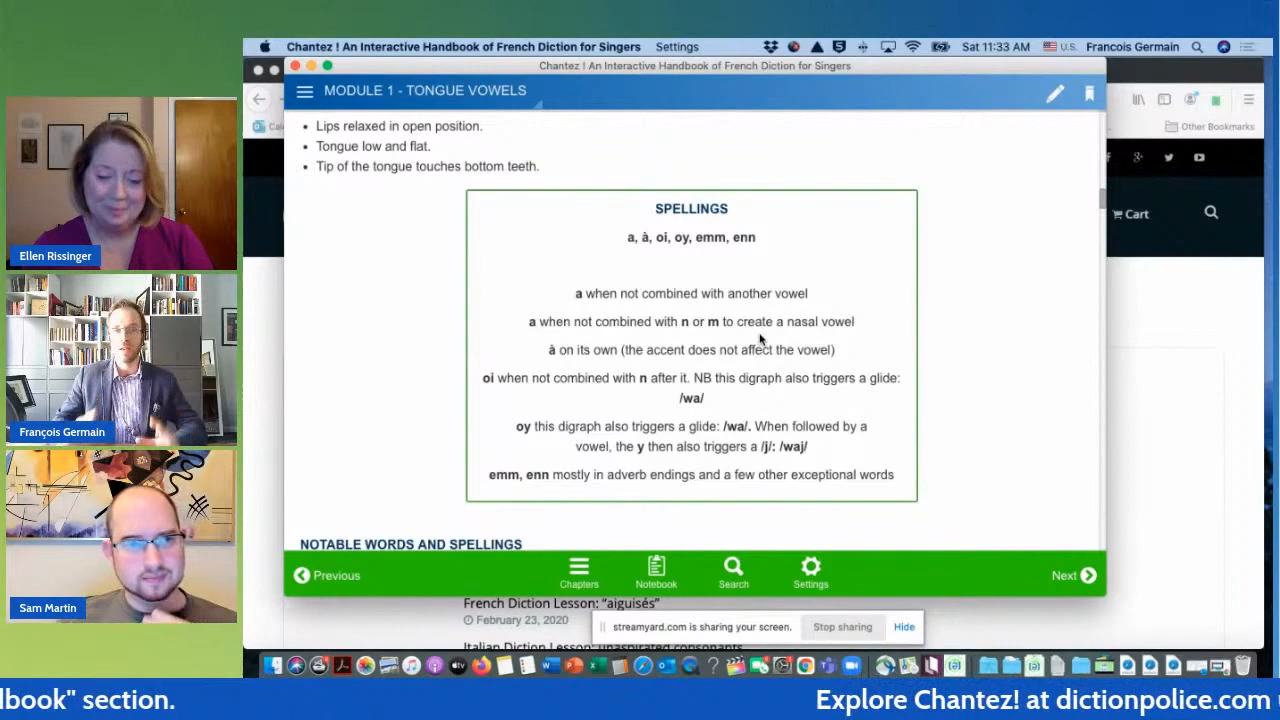 Chantez ! An Interactive Handbook of French Diction for Singers Settings
5
U.S.
Sat 11:33 AM Francois Germain
Chantez ! An Interactive Handbook of French Diction for Singers
MODULE 1 - TONGUE VOWELS
Other Bookmarks
Cart
• Lips relaxed in open position.
• Tongue low and flat.
• Tip of the tongue touches bottom teeth.
SPELLINGS
a, à, oi, oy, emm, enn
a when not combined with another vowel
a when not combined with n or m to create a nasal vowel
à on its own (the accent does not affect the vowel)
oi when not combined with n after it. NB this digraph also triggers a glide:
/wa/
oy this digraph also triggers a glide: /wa/. When followed by a
vowel, the y then also triggers a /j/: /waj/
emm, enn mostly in adverb endings and a few other exceptional words
NOTABLE WORDS AND SPELLINGS
Previous
Chapters
Notebook
Search
Settings
Next
French Diction Lesson: "aiguisés"
February 23, 2020
Italian Diction Lesson: unaspirated consonants
streamyard.com is sharing your screen. Stop sharing Hide
Ellen Rissinger
François Germain
Sam Martin
dbook" section.
Explore Chantez! at dictionpolice.com